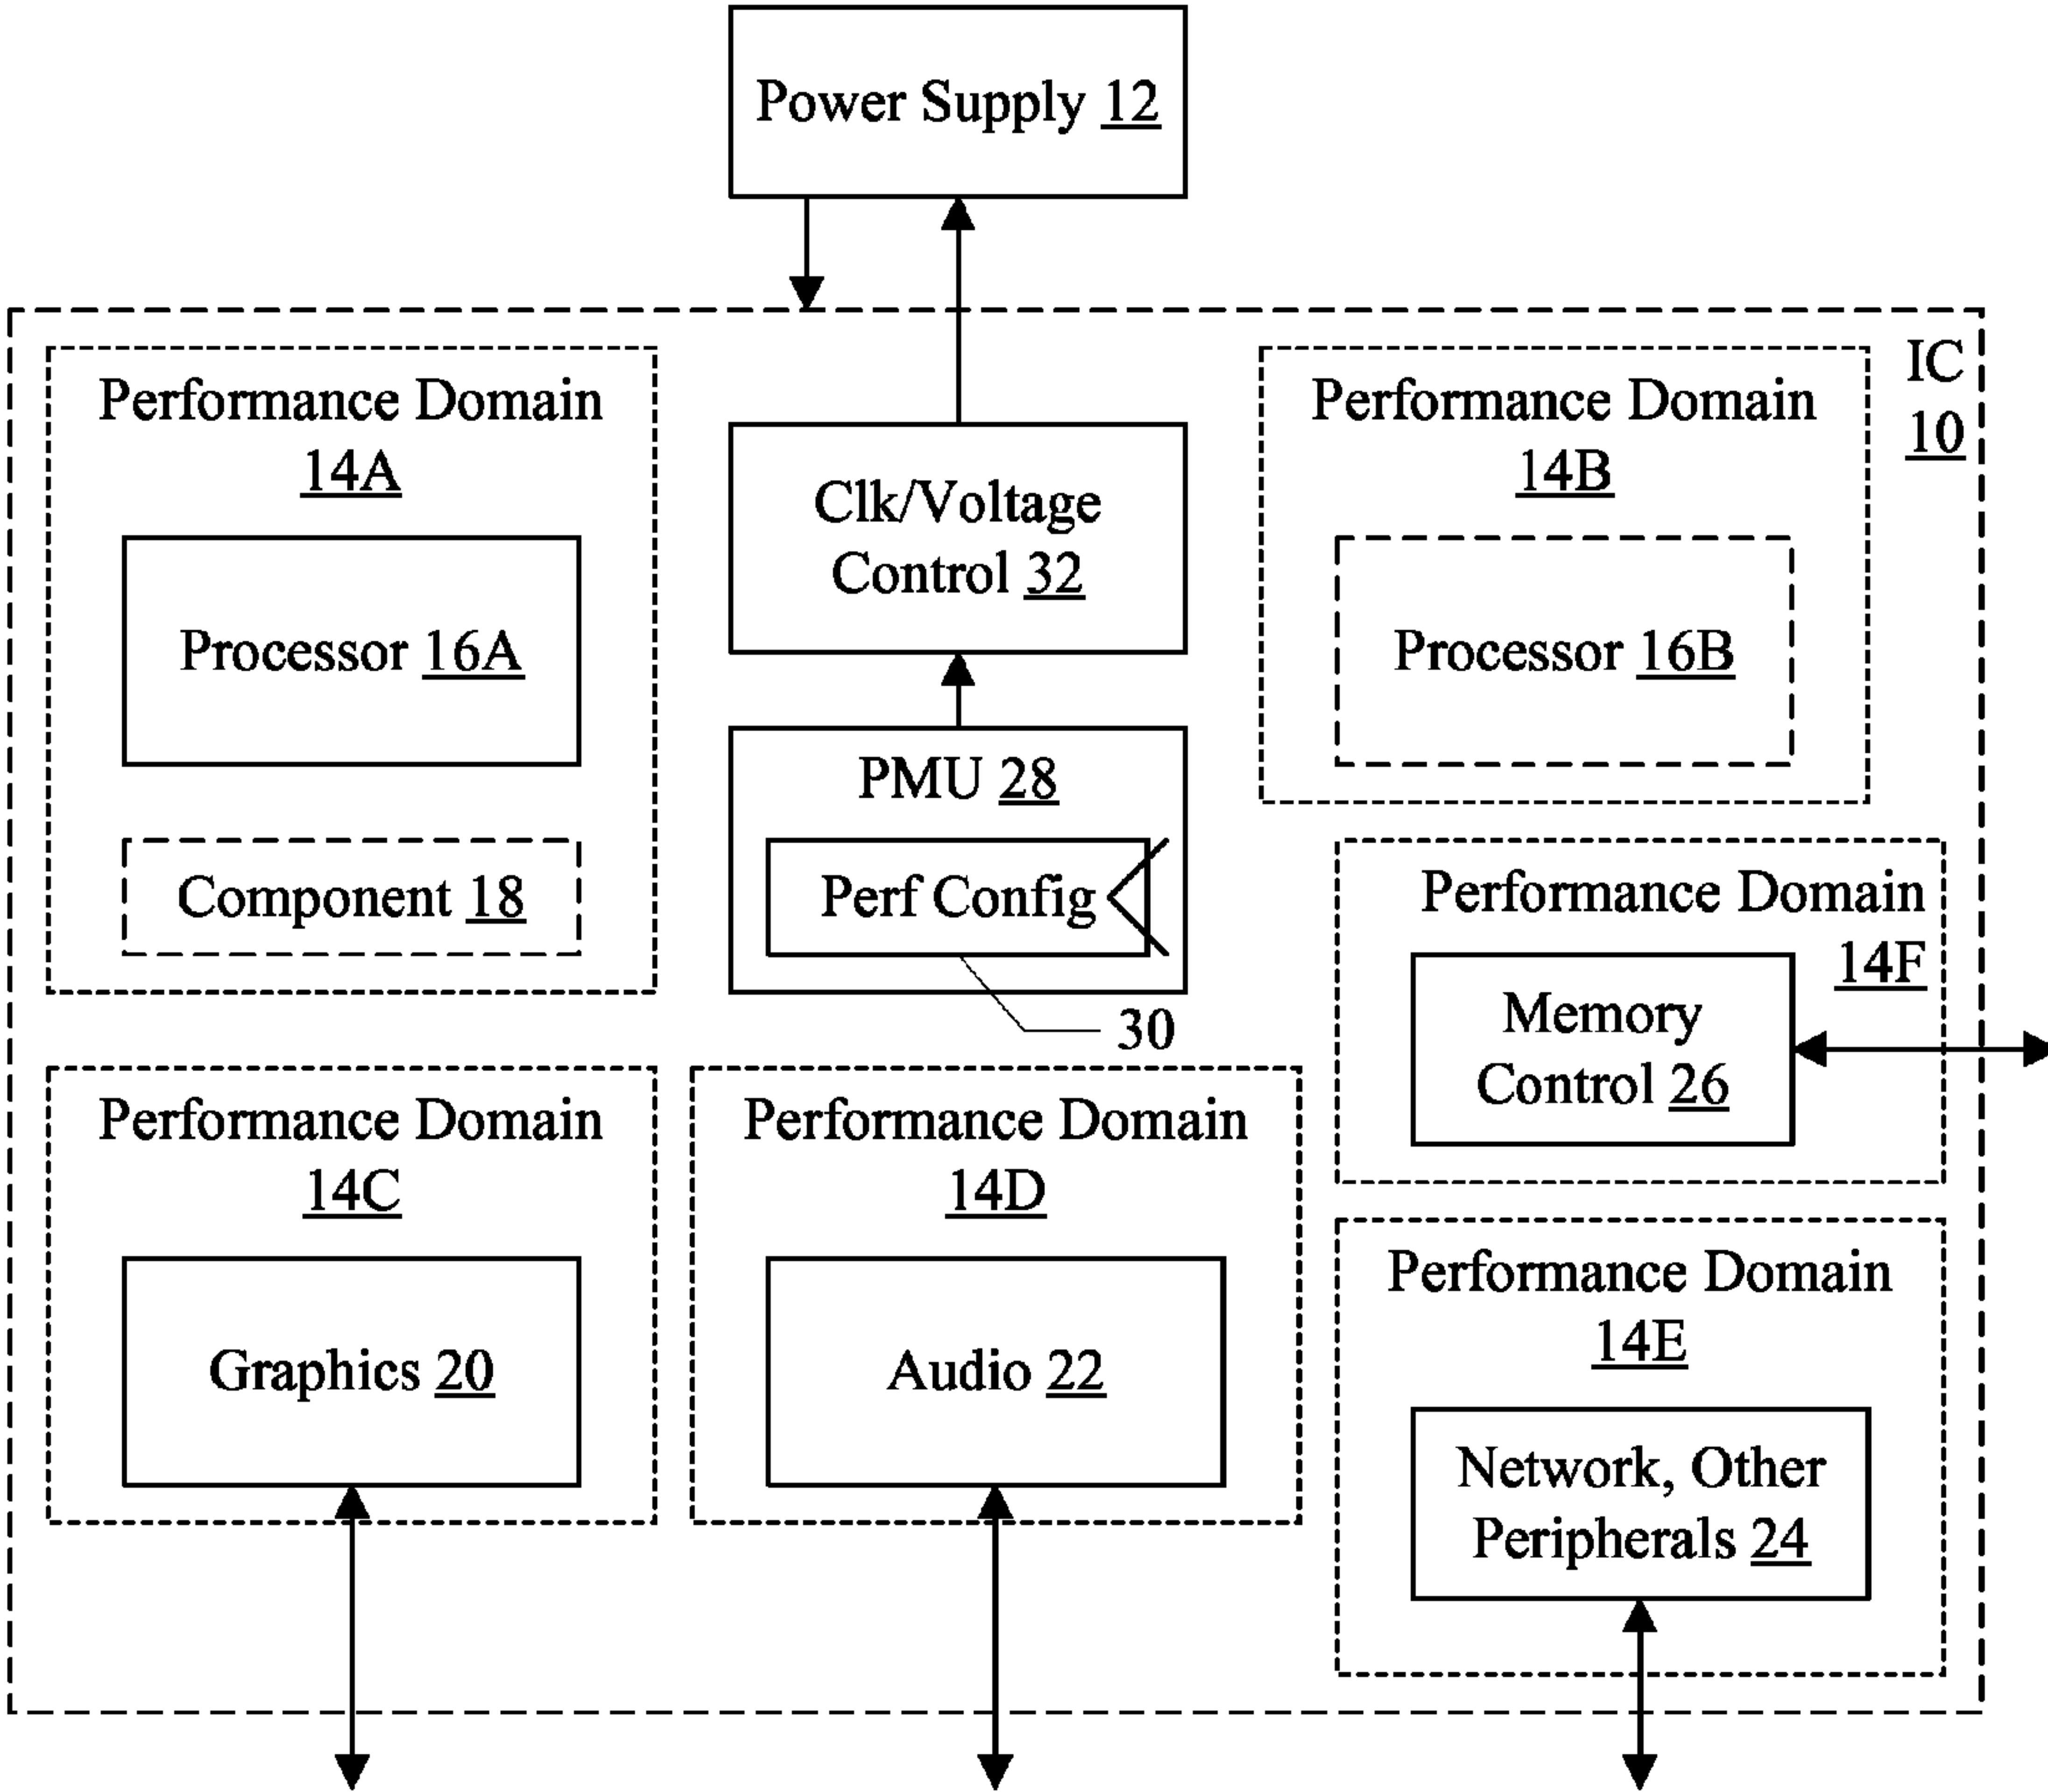 Power Supply 12
IC
10
Performance Domain
14A
Processor 16A
Component 18
Clk/Voltage
Control 32
PMU 28
Perf Config
30
Performance Domain
14B
Processor 16B
Performance Domain
14F
Memory
Control 26
Performance Domain
14C
Graphics 20
Performance Domain
14D
Audio 22
Performance Domain
14E
Network, Other
Peripherals 24